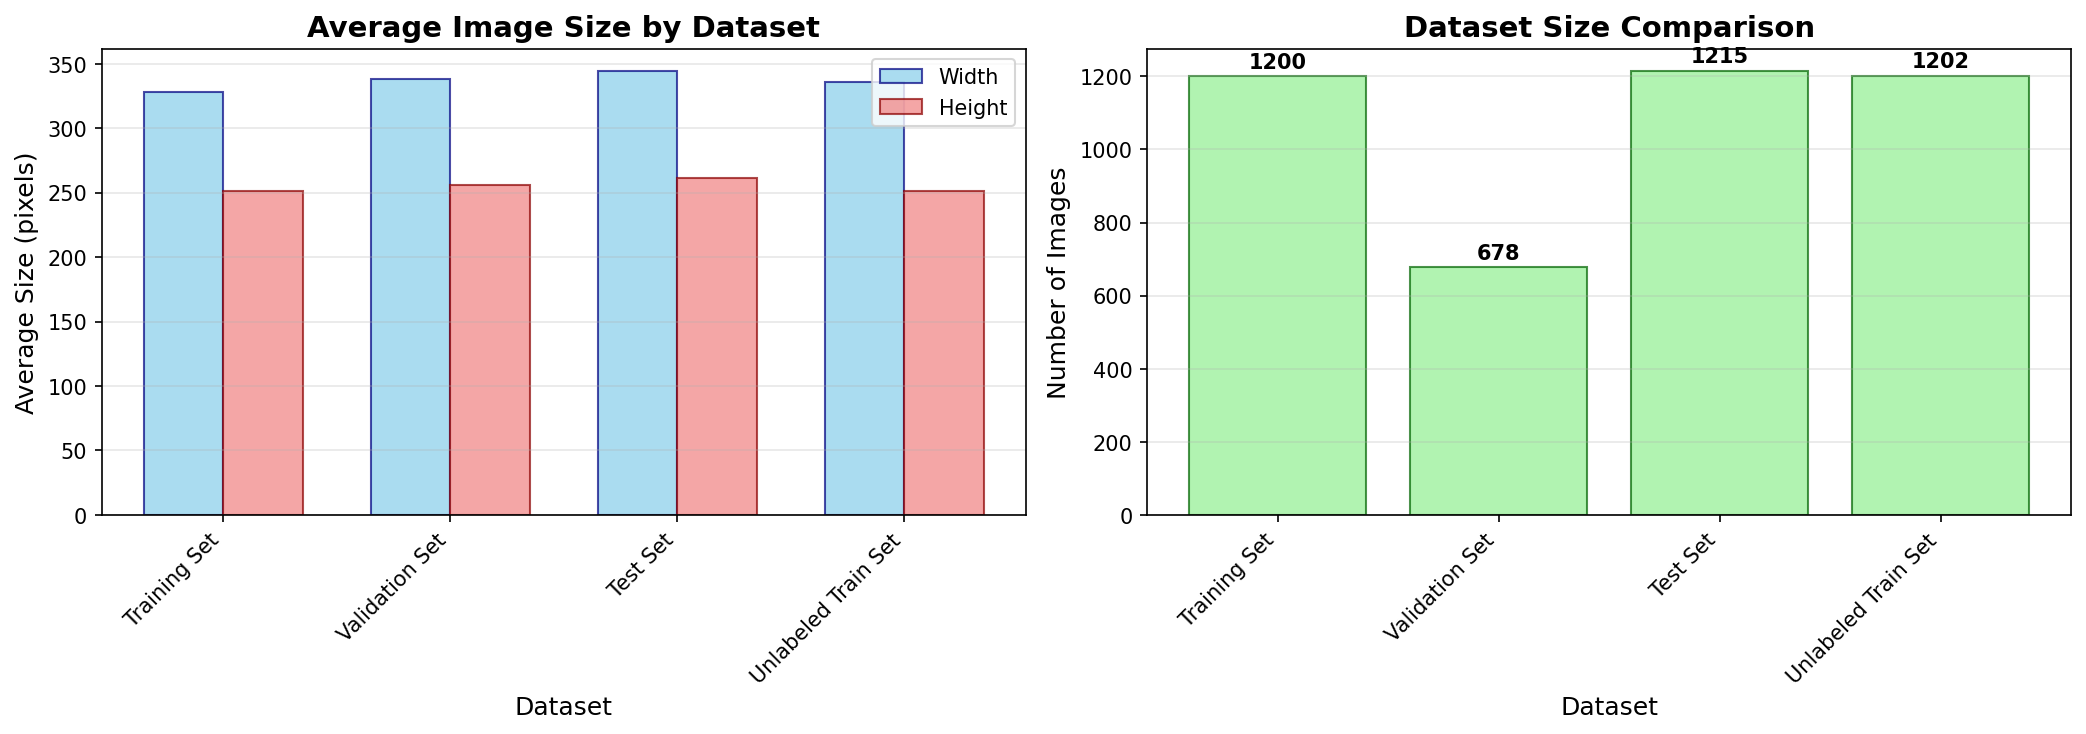 Average Image Size by Dataset
Average Size (pixels)
350
300
250
200
150
100
50
0
Width
Height
Training Set
Validation Set
Test Set
Unlabeled Train Set
Dataset
Dataset Size Comparison
Number of Images
1200
1000
800
600
400
200
0
1200
678
1215
1202
Training Set
Validation Set
Test Set
Unlabeled Train Set
Dataset